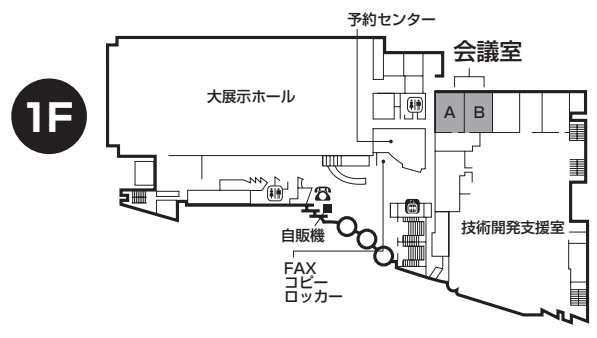 予約センター
会議室
大展示ホール
1F
A
B
自販機
技術開発支援室
FAX
コピー
ロッカー